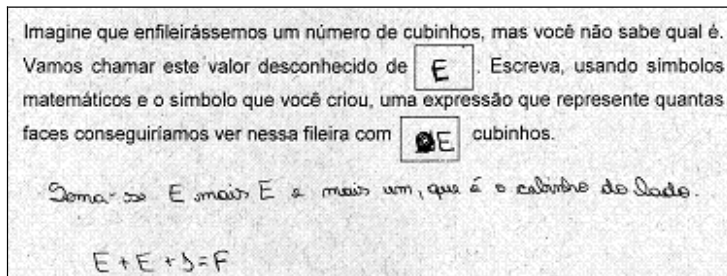 Imagine que enfileirássemos um número de cubinhos, mas você não sabe qual é.
Vamos chamar este valor desconhecido de E . Escreva, usando símbolos
matemáticos e o símbolo que você criou, uma expressão que represente quantas
faces conseguiríamos ver nessa fileira com E cubinhos.
Soma-se E mais E e mais um, que é o cubinho do lado.
E + E + 1 = F